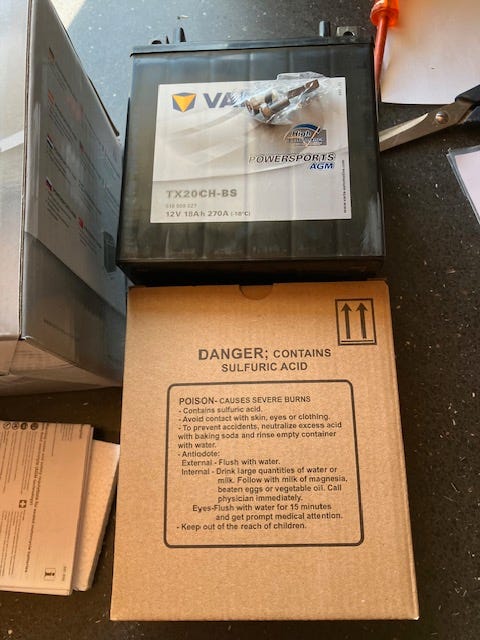 VA
High
POWERSPORTS
AGM
TX20CH-BS
12V 18Ah 270A (-18°C)
DANGER; CONTAINS
SULFURIC ACID
POISON- CAUSES SEVERE BURNS
- Contains sulfuric acid.
- Avoid contact with skin, eyes or clothing.
- To prevent accidents, neutralize excess acid
with baking soda and rinse empty container
with water.
- Antiodote:
External - Flush with water.
Internal - Drink large quantities of water or
milk. Follow with milk of magnesia,
beaten eggs or vegetable oil. Call
physician immediately.
Eyes-Flush with water for 15 minutes
and get prompt medical attention.
- Keep out of the reach of children.